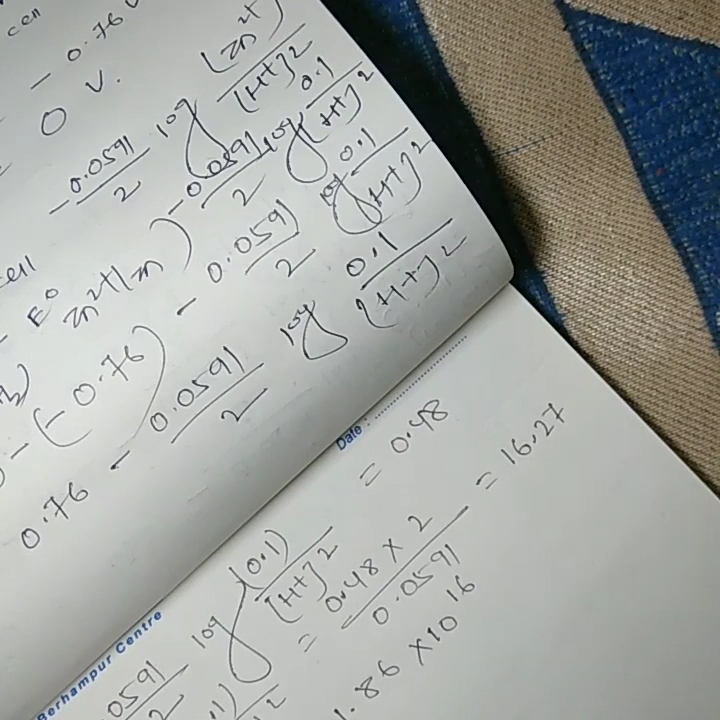 cell
- 0.76 V
= 0 V.
- 0.0591/2 log [Zn2+]/[H+]2
cell
- E° Zn2+|Zn) - 0.0591/2 log 0.1/[H+]2
- (-0.76) - 0.0591/2 log 0.1/[H+]2
0.76 - 0.0591/2 log 0.1/[H+]2
Date :
0.0591/2 log (0.1)/[H+]2 = 0.48
= 0.48 × 2/0.0591 = 16.27
.86 × 10^16
Berhampur Centre